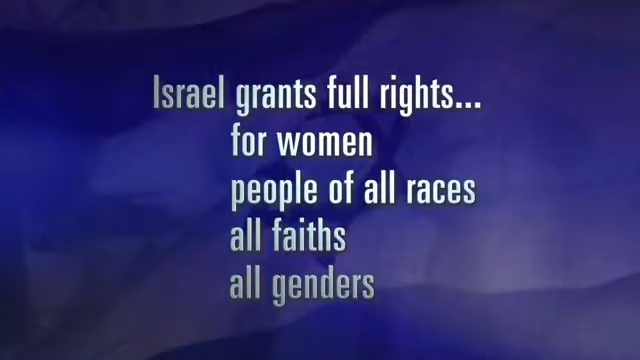 Israel grants full rights...
for women
people of all races
all faiths
all genders